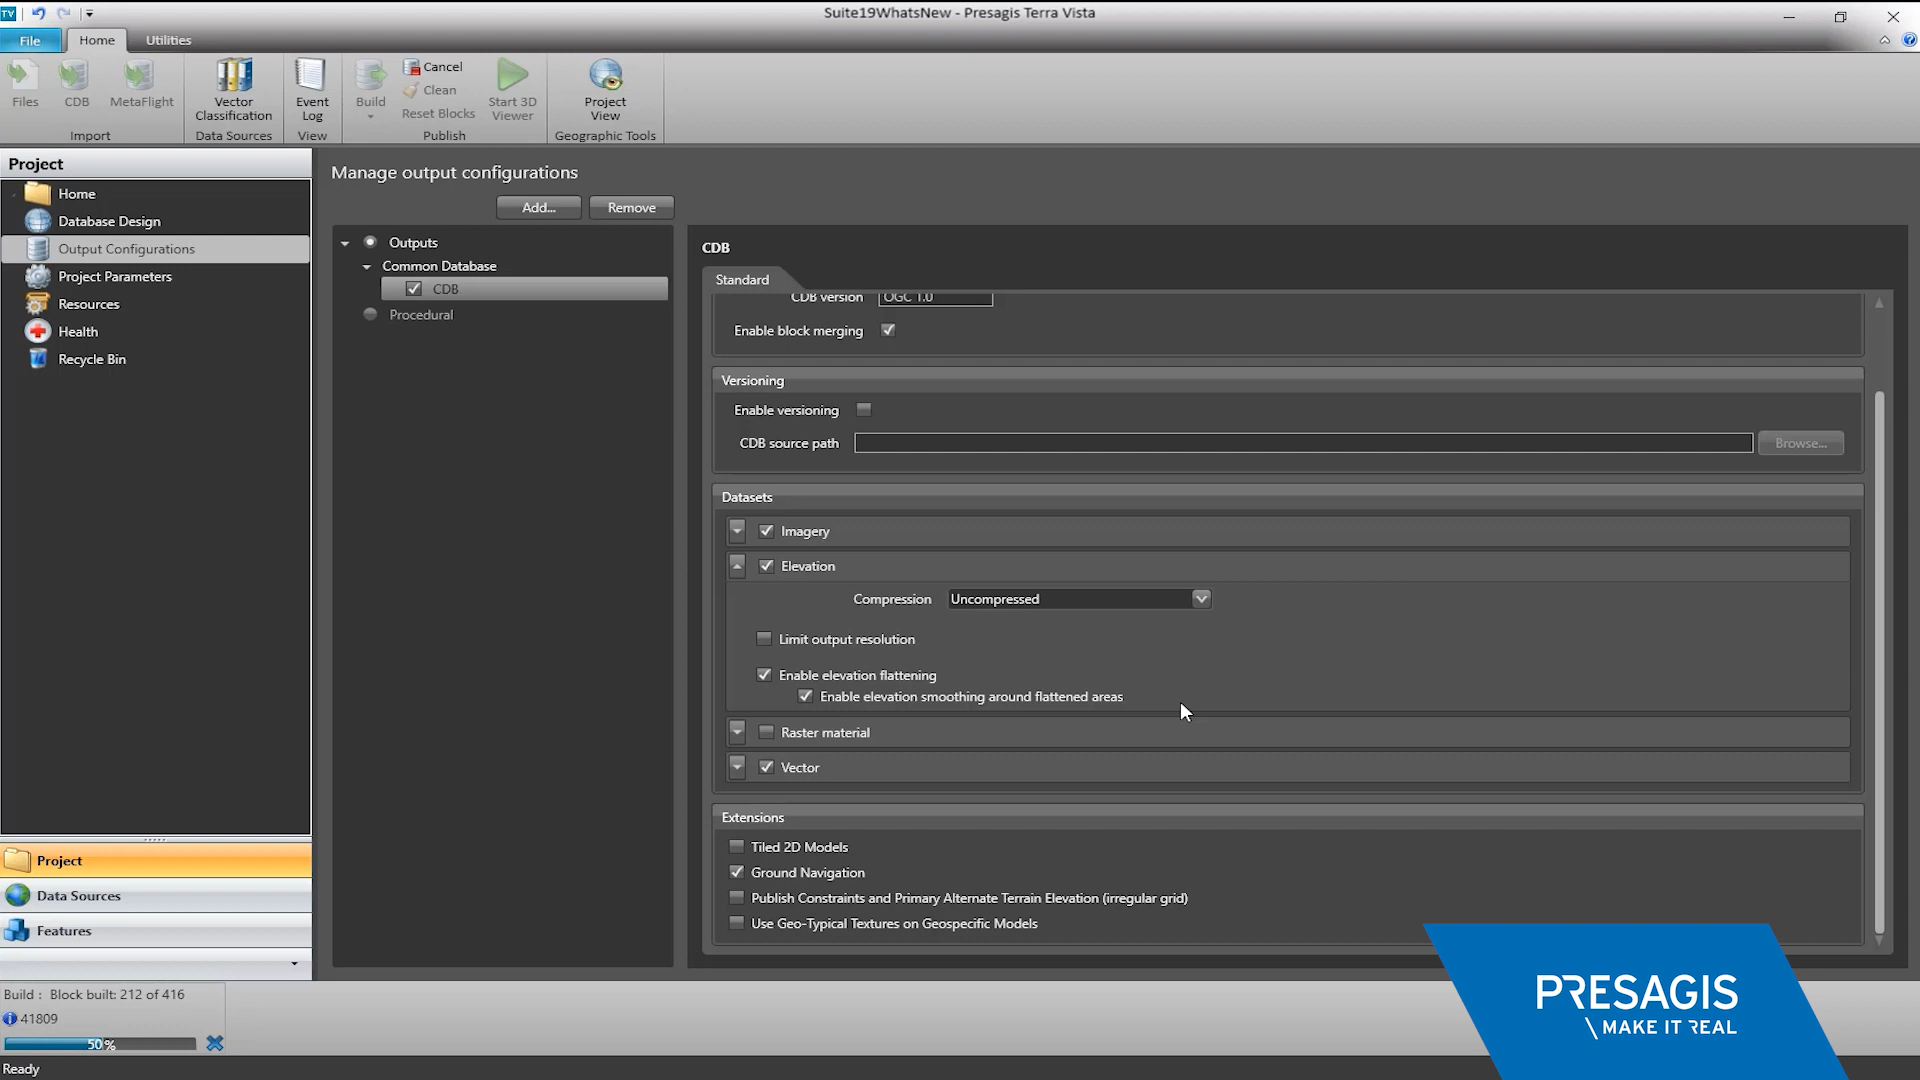 TV
Suite19WhatsNew - Presagis Terra Vista
File
Home
Utilities
Files
CDB
MetaFlight
Import
Vector
Classification
Data Sources
Event
Log
View
Build
Cancel
Clean
Reset Blocks
Start 3D
Viewer
Publish
Project
View
Geographic Tools
Project
Home
Database Design
Output Configurations
Project Parameters
Resources
Health
Recycle Bin
Project
Data Sources
Features
Build : Block built: 212 of 416
41809
50%
Ready
Manage output configurations
Add...
Remove
Outputs
Common Database
CDB
Procedural
CDB
Standard
CDB version OGC 1.0
Enable block merging
Versioning
Enable versioning
CDB source path
Browse...
Datasets
Imagery
Elevation
Compression Uncompressed
Limit output resolution
Enable elevation flattening
Enable elevation smoothing around flattened areas
Raster material
Vector
Extensions
Tiled 2D Models
Ground Navigation
Publish Constraints and Primary Alternate Terrain Elevation (irregular grid)
Use Geo-Typical Textures on Geospecific Models
PRESAGIS
\ MAKE IT REAL